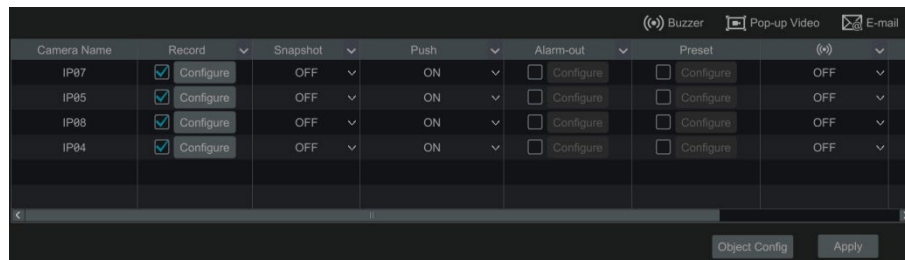 Buzzer Pop-up Video E-mail
Camera Name Record Snapshot Push Alarm-out Preset
IP07 Configure OFF ON Configure Configure OFF
IP05 Configure OFF ON Configure Configure OFF
IP08 Configure OFF ON Configure Configure OFF
IP04 Configure OFF ON Configure Configure OFF
Object Config Apply